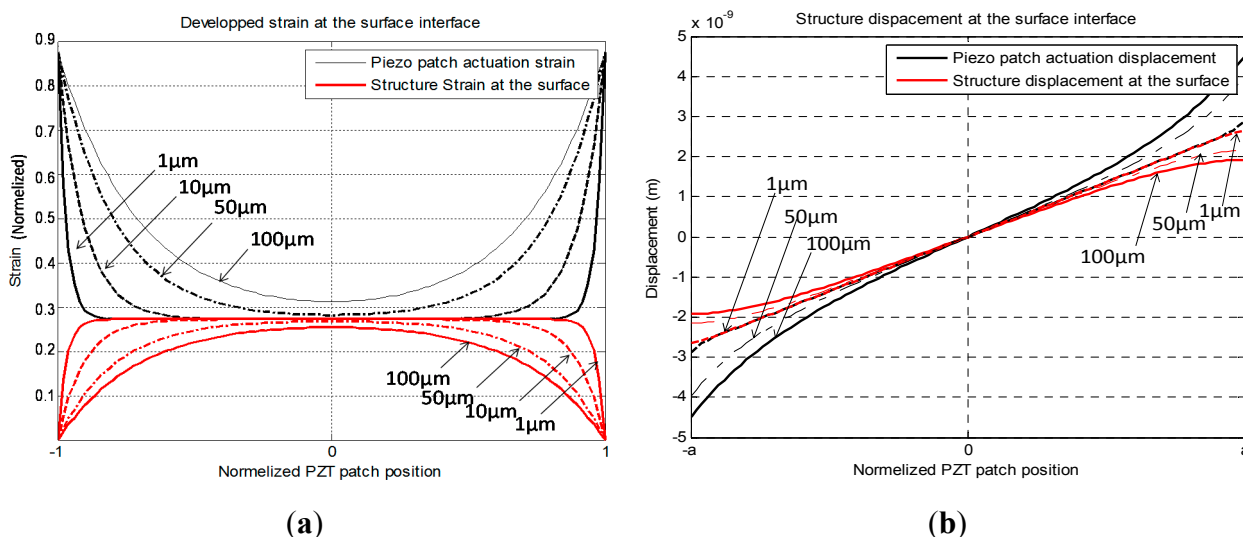 Developped strain at the surface interface
0.9
0.8
0.7
0.6
0.5
0.4
0.3
0.2
0.1
Strain (Normelized)
Piezo patch actuation strain
Structure Strain at the surface
1μm
10μm
50μm
100μm
100μm
50μm
10μm
1μm
-1
0
1
Normelized PZT patch position
(a)
Structure dispacement at the surface interface
x 10⁻⁹
5
4
3
2
1
0
-1
-2
-3
-4
-5
Displacement (m)
Piezo patch actuation displacement
Structure displacement at the surface
1μm
50μm
100μm
1μm
50μm
100μm
-a
0
a
Normelized PZT patch position
(b)